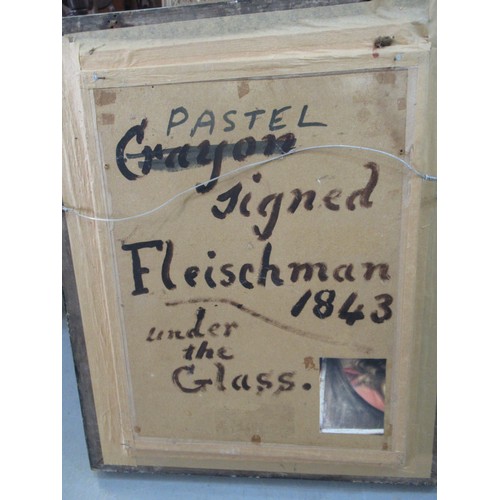 PASTEL
Crayon
signed
Fleischman
1843
under
the
Glass.